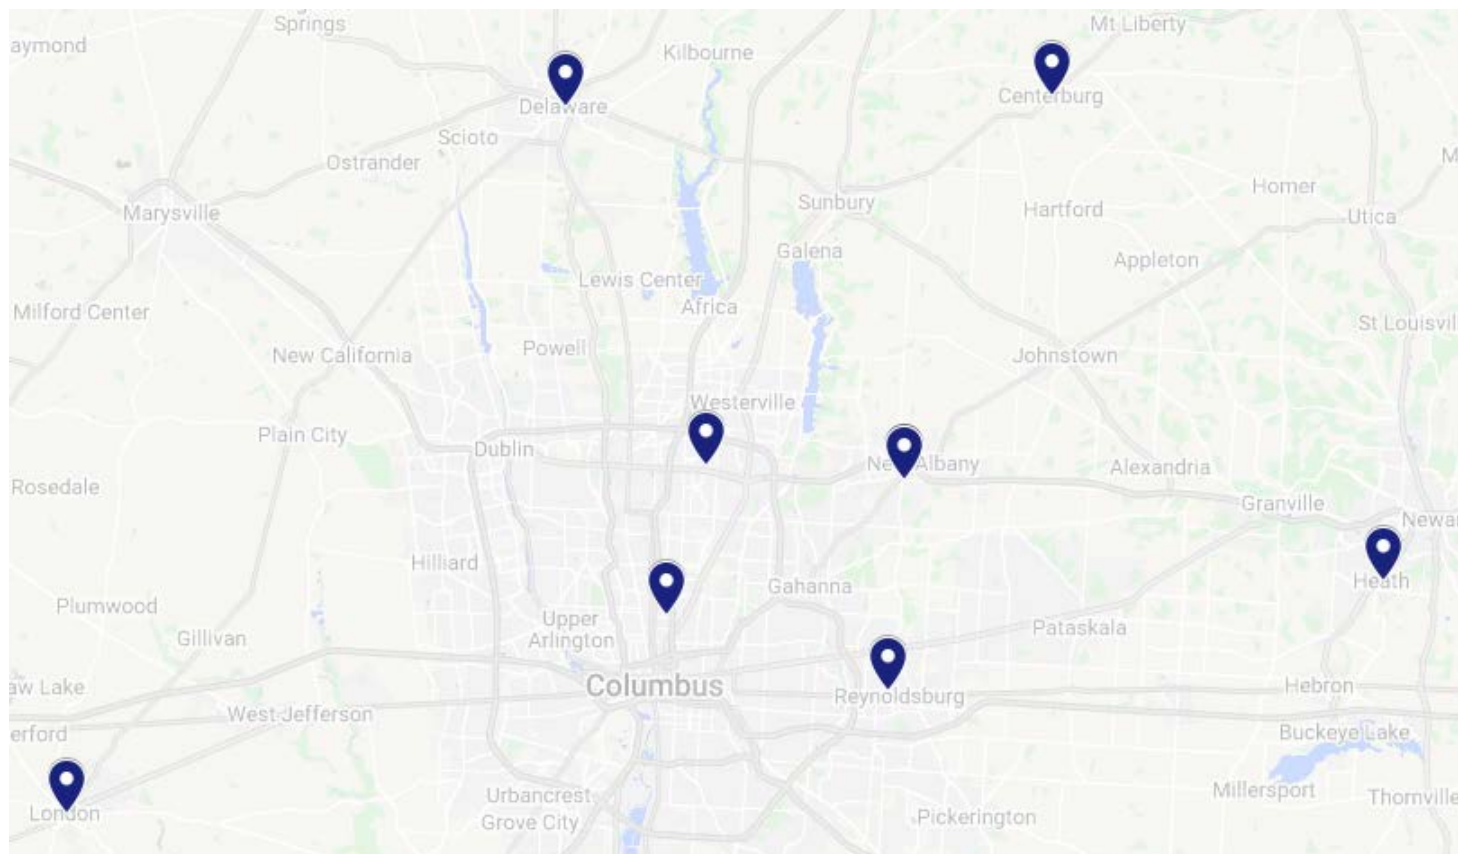 Springs
Mt Liberty
aymond
Kilbourne
Centerburg
Delaware
Scioto
Ostrander
M
Homer
Sunbury
Hartford
Marysville
Utica
Galena
Appleton
Lewis Center
Africa
Milford Center
St Louisvil
Powell
New California
Johnstown
Westerville
Plain City
Dublin
New Albany
Alexandria
Rosedale
Granville
Newar
Hilliard
Heath
Gahanna
Plumwood
Upper
Arlington
Pataskala
Gillivan
Columbus
Hebron
aw Lake
Reynoldsburg
West Jefferson
erford
Buckeye Lake
Millersport
Thornville
Urbancrest
London
Pickerington
Grove City